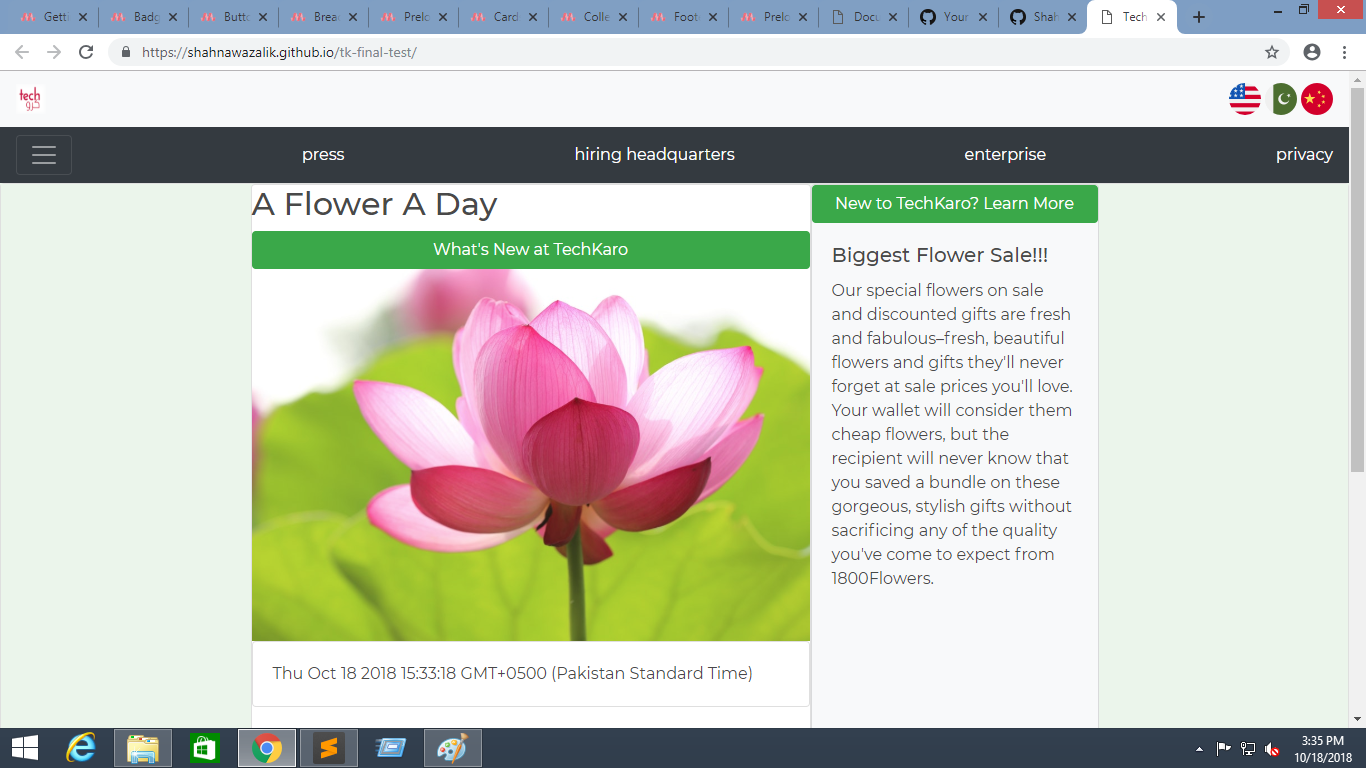 Getti
Badg
Butto
Brea
Prelo
Card
Colle
Foot
Prelo
Docu
Your
Shah
Tech
https://shahnawazalik.github.io/tk-final-test/
tech
کرو
press
hiring headquarters
enterprise
privacy
A Flower A Day
What's New at TechKaro
Thu Oct 18 2018 15:33:18 GMT+0500 (Pakistan Standard Time)
New to TechKaro? Learn More
Biggest Flower Sale!!!
Our special flowers on sale
and discounted gifts are fresh
and fabulous–fresh, beautiful
flowers and gifts they'll never
forget at sale prices you'll love.
Your wallet will consider them
cheap flowers, but the
recipient will never know that
you saved a bundle on these
gorgeous, stylish gifts without
sacrificing any of the quality
you've come to expect from
1800Flowers.
3:35 PM
10/18/2018